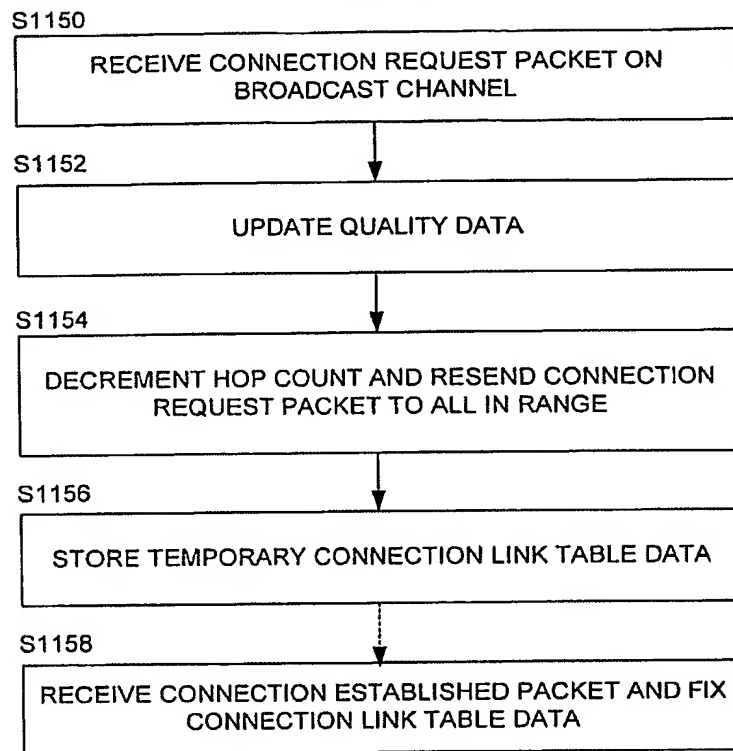 S1150
RECEIVE CONNECTION REQUEST PACKET ON
BROADCAST CHANNEL
S1152
UPDATE QUALITY DATA
S1154
DECREMENT HOP COUNT AND RESEND CONNECTION
REQUEST PACKET TO ALL IN RANGE
S1156
STORE TEMPORARY CONNECTION LINK TABLE DATA
S1158
RECEIVE CONNECTION ESTABLISHED PACKET AND FIX
CONNECTION LINK TABLE DATA